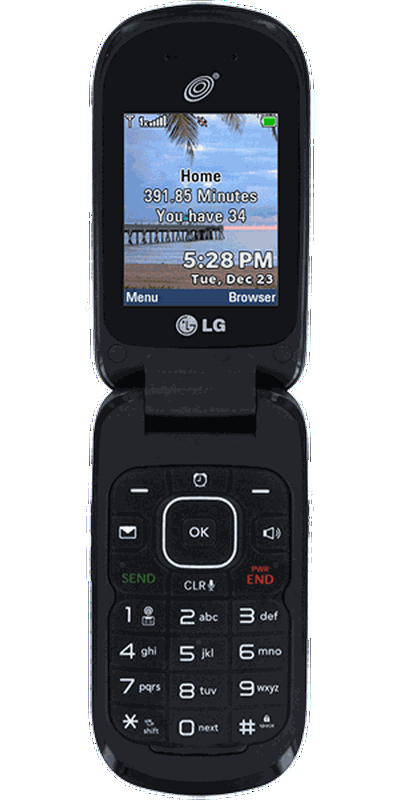 1x
Home
391.85 Minutes
You have 34
5:28 PM
Tue, Dec 23
Menu Browser
LG
OK
SEND CLR PWR END
1 2 abc 3 def
4 ghi 5 jkl 6 mno
7 pqrs 8 tuv 9 wxyz
* shift 0 next # space